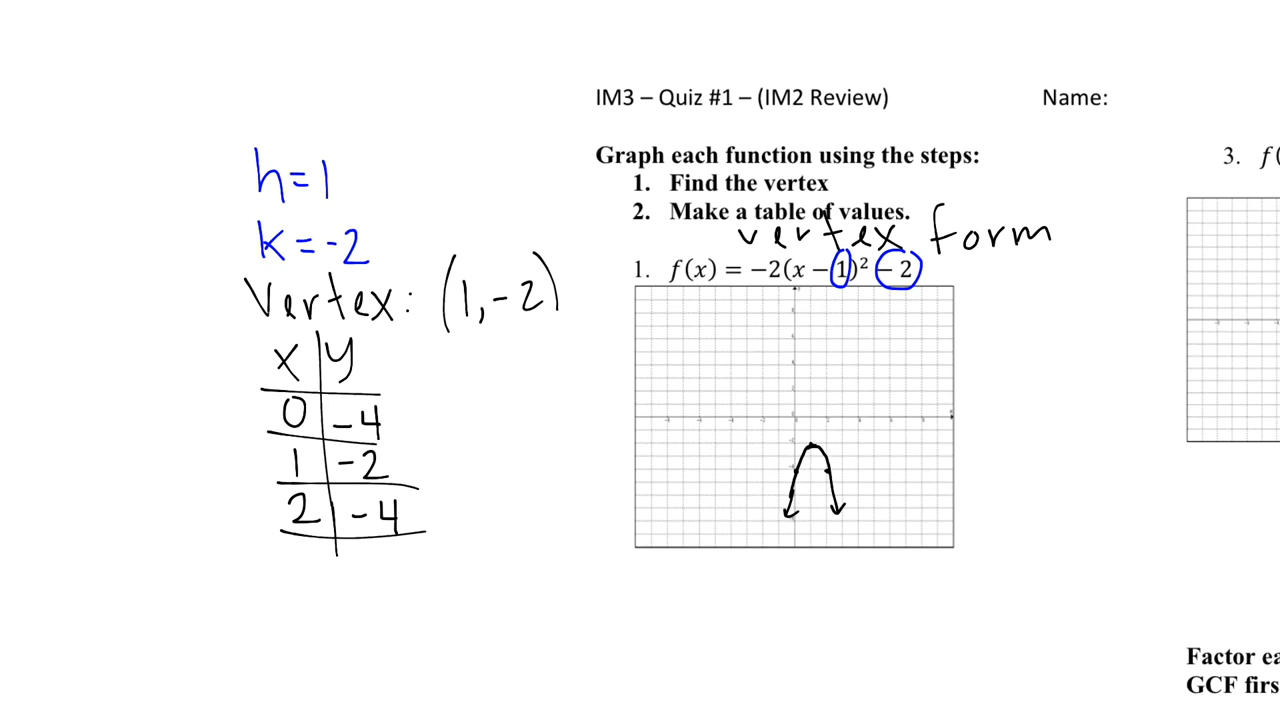 IM3 – Quiz #1 – (IM2 Review) Name:
h=1
k=-2
Vertex: (1,-2)
x y
0 -4
1 -2
2 -4
Graph each function using the steps:
1. Find the vertex
2. Make a table of values.
vertex form
1. f(x) = −2(x − 1)² − 2
3. f(
Factor ea
GCF firs